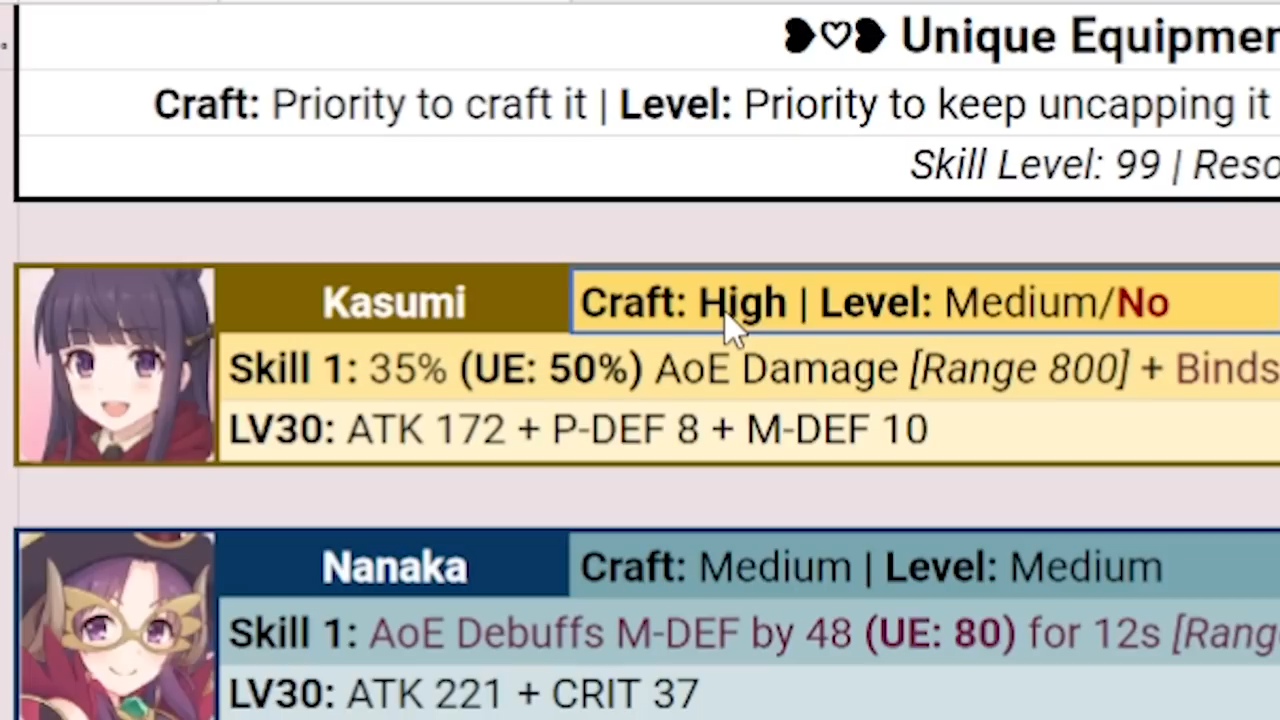 ❥♡❥ Unique Equipmen
Craft: Priority to craft it | Level: Priority to keep uncapping it
Skill Level: 99 | Reso
Kasumi
Craft: High | Level: Medium/No
Skill 1: 35% (UE: 50%) AoE Damage [Range 800] + Binds
LV30: ATK 172 + P-DEF 8 + M-DEF 10
Nanaka
Craft: Medium | Level: Medium
Skill 1: AoE Debuffs M-DEF by 48 (UE: 80) for 12s [Rang
LV30: ATK 221 + CRIT 37